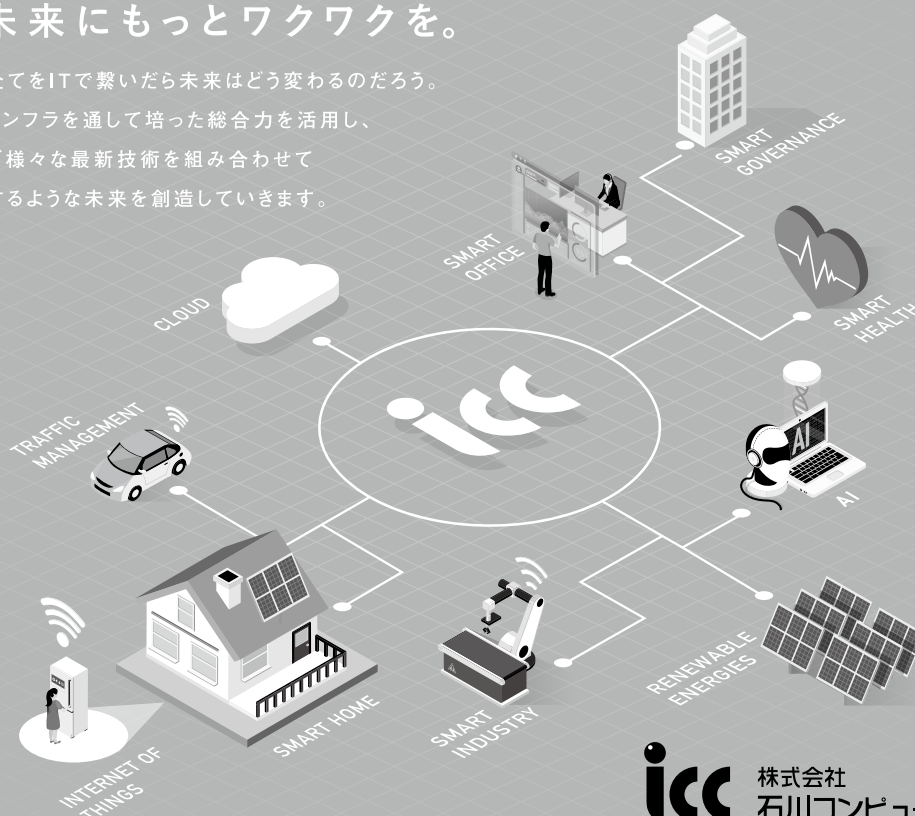 未来にもっとワクワクを。
たてをITで繋いだら未来はどう変わるのだろう。
ンフラを通して培った総合力を活用し、
様々な最新技術を組み合わせて
するような未来を創造していきます。
SMART
GOVERNANCE
SMART
OFFICE
SMART
HEALTH
CLOUD
icc
TRAFFIC
MANAGEMENT
AI
AI
SMART HOME
SMART
INDUSTRY
RENEWABLE
ENERGIES
INTERNET OF
THINGS
icc
株式会社
石川コンピュ